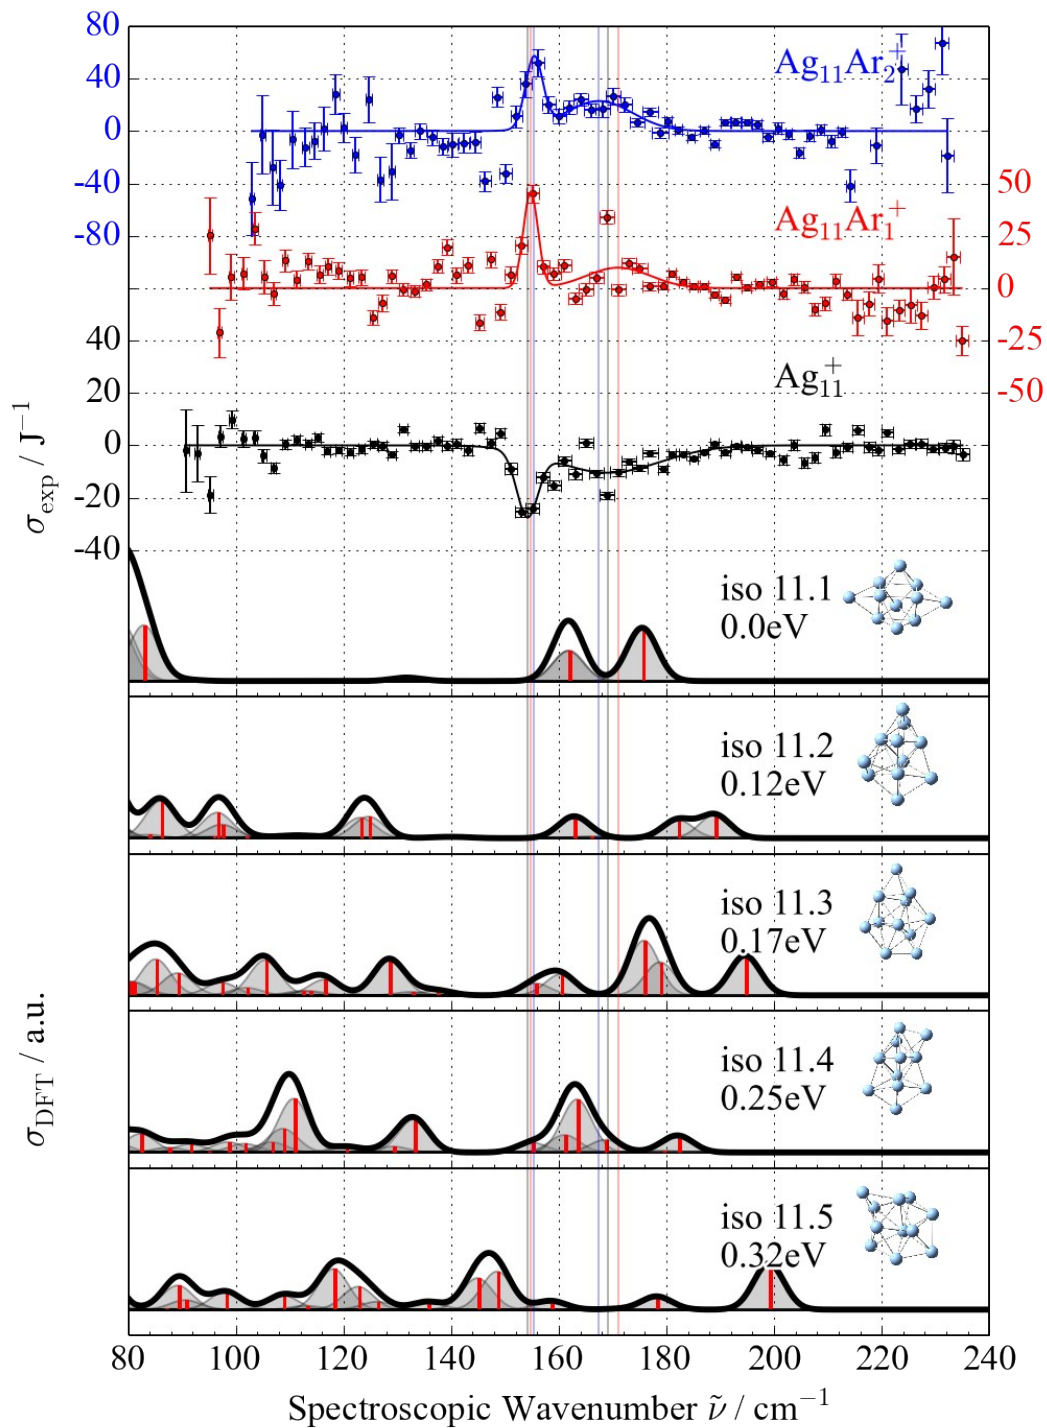 80
40
0
-40
-80
Ag₁₁Ar₂⁺
50
25
0
-25
-50
Ag₁₁Ar₁⁺
40
20
0
-20
-40
Ag₁₁⁺
σexp / J⁻¹
iso 11.1
0.0eV
iso 11.2
0.12eV
iso 11.3
0.17eV
iso 11.4
0.25eV
iso 11.5
0.32eV
σDFT / a.u.
80 100 120 140 160 180 200 220 240
Spectroscopic Wavenumber ν̃ / cm⁻¹